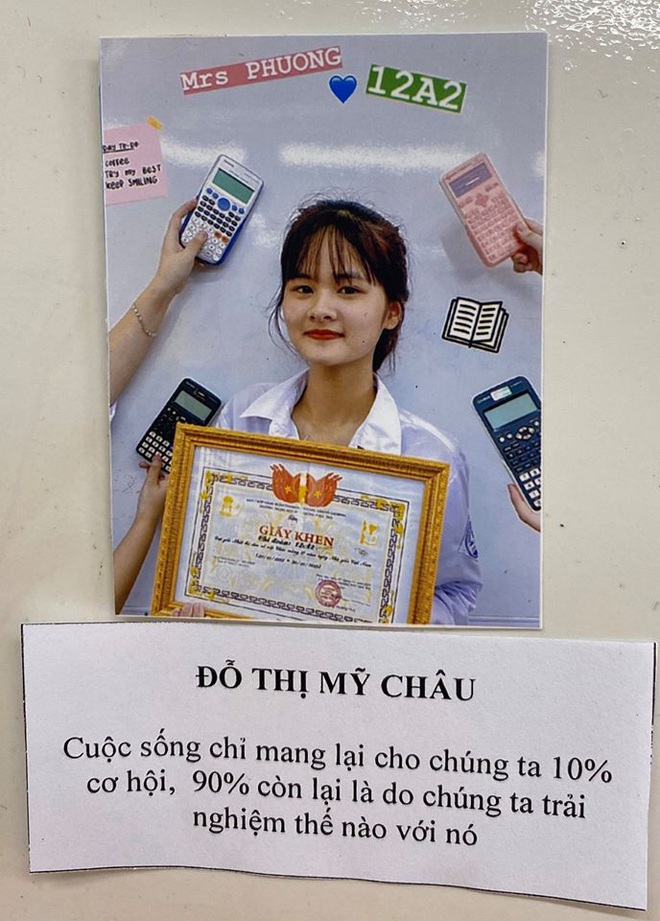 Mrs PHUONG
12A2
COFFEE
TRY MY BEST
KEEP SMILING
GIẤY KHEN
ĐỖ THỊ MỸ CHÂU
Cuộc sống chỉ mang lại cho chúng ta 10%
cơ hội, 90% còn lại là do chúng ta trải
nghiệm thế nào với nó